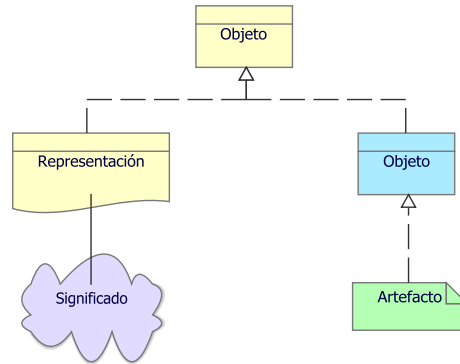 Objeto
Representación
Objeto
Significado
Artefacto